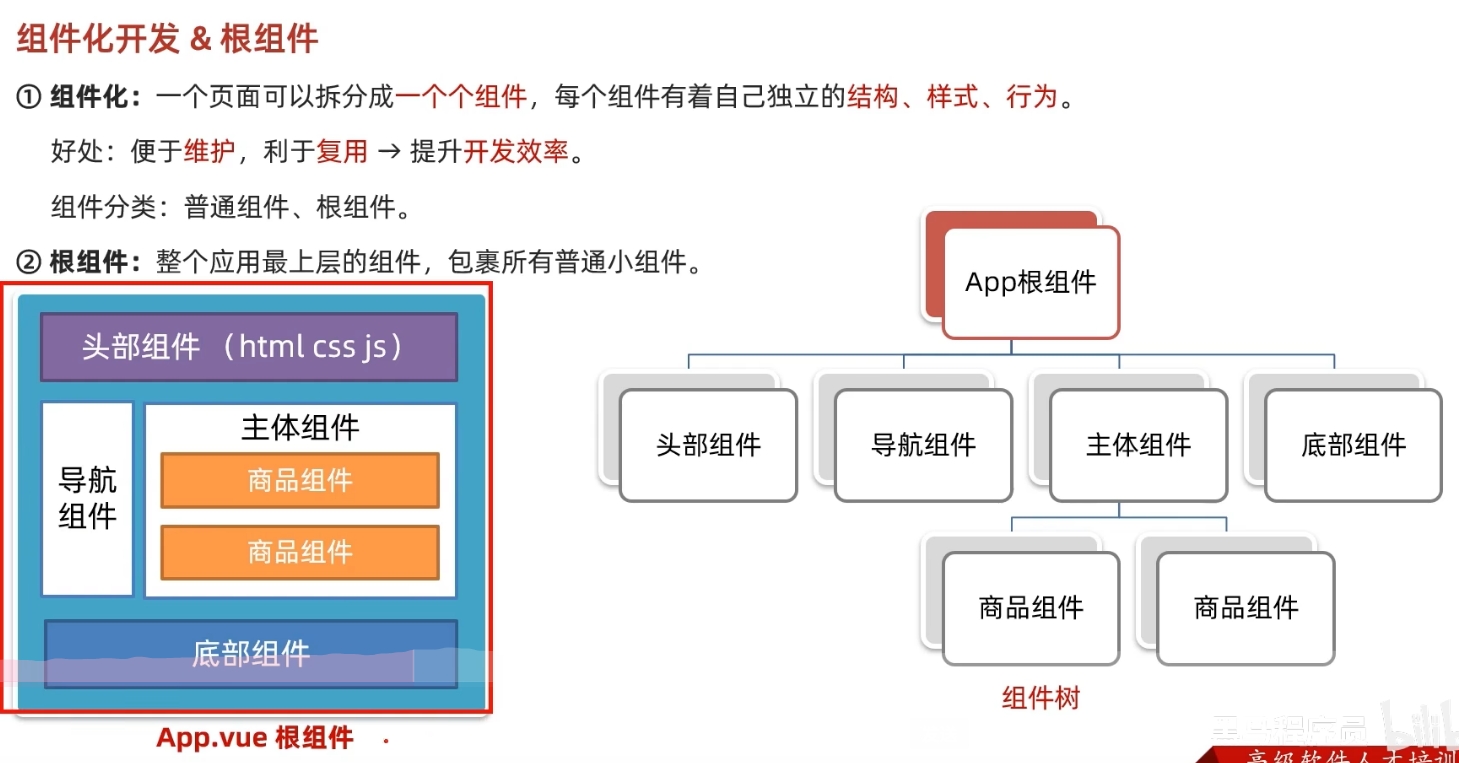 组件化开发 & 根组件
① 组件化：一个页面可以拆分成一个个组件，每个组件有着自己独立的结构、样式、行为。
好处：便于维护，利于复用 → 提升开发效率。
组件分类：普通组件、根组件。
② 根组件：整个应用最上层的组件，包裹所有普通小组件。
头部组件 （html css js）
导航
组件
主体组件
商品组件
商品组件
底部组件
App.vue 根组件
App根组件
头部组件
导航组件
主体组件
底部组件
商品组件
商品组件
组件树
黑马程序员
bilib
高级软件人才培训